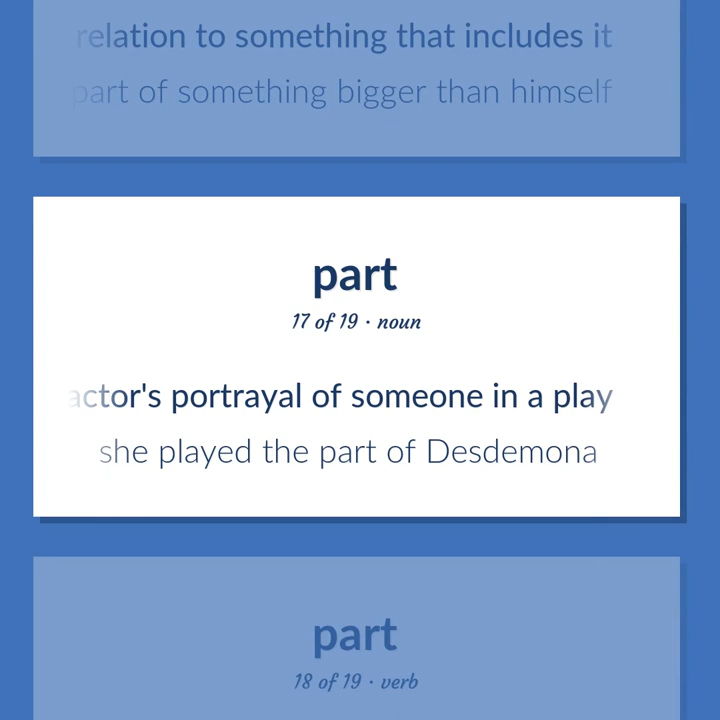 relation to something that includes it
part of something bigger than himself
part
17 of 19 · noun
actor's portrayal of someone in a play
she played the part of Desdemona
part
18 of 19 · verb